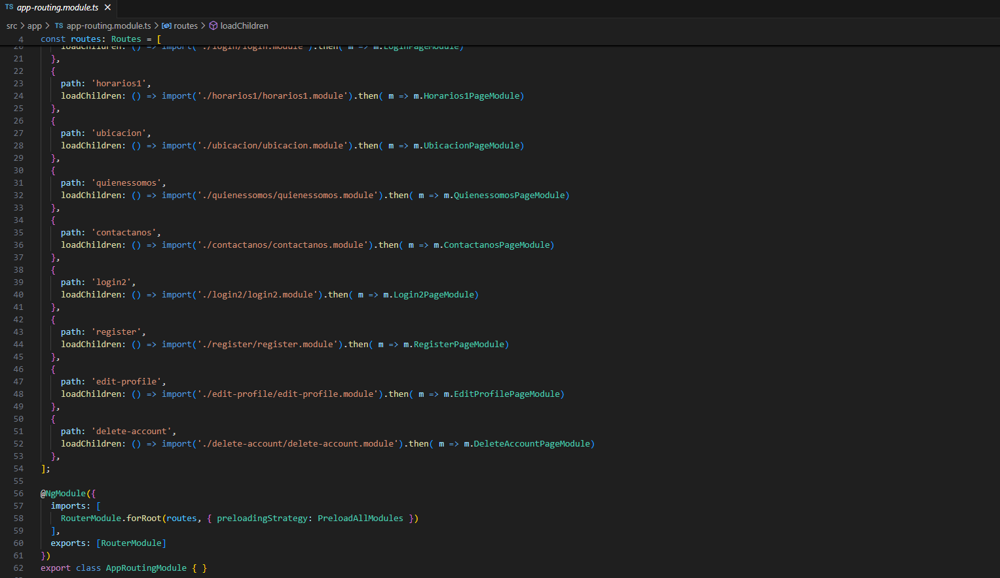 TS app-routing.module.ts ×
src > app > TS app-routing.module.ts > routes > loadChildren
4 const routes: Routes = [
20 loadChildren: () => import('./login/login.module').then( m => m.LoginPageModule)
21 },
22 {
23 path: 'horarios1',
24 loadChildren: () => import('./horarios1/horarios1.module').then( m => m.Horarios1PageModule)
25 },
26 {
27 path: 'ubicacion',
28 loadChildren: () => import('./ubicacion/ubicacion.module').then( m => m.UbicacionPageModule)
29 },
30 {
31 path: 'quienessomos',
32 loadChildren: () => import('./quienessomos/quienessomos.module').then( m => m.QuienessomosPageModule)
33 },
34 {
35 path: 'contactanos',
36 loadChildren: () => import('./contactanos/contactanos.module').then( m => m.ContactanosPageModule)
37 },
38 {
39 path: 'login2',
40 loadChildren: () => import('./login2/login2.module').then( m => m.Login2PageModule)
41 },
42 {
43 path: 'register',
44 loadChildren: () => import('./register/register.module').then( m => m.RegisterPageModule)
45 },
46 {
47 path: 'edit-profile',
48 loadChildren: () => import('./edit-profile/edit-profile.module').then( m => m.EditProfilePageModule)
49 },
50 {
51 path: 'delete-account',
52 loadChildren: () => import('./delete-account/delete-account.module').then( m => m.DeleteAccountPageModule)
53 },
54 ];
55
56 @NgModule({
57 imports: [
58 RouterModule.forRoot(routes, { preloadingStrategy: PreloadAllModules })
59 ],
60 exports: [RouterModule]
61 })
62 export class AppRoutingModule { }